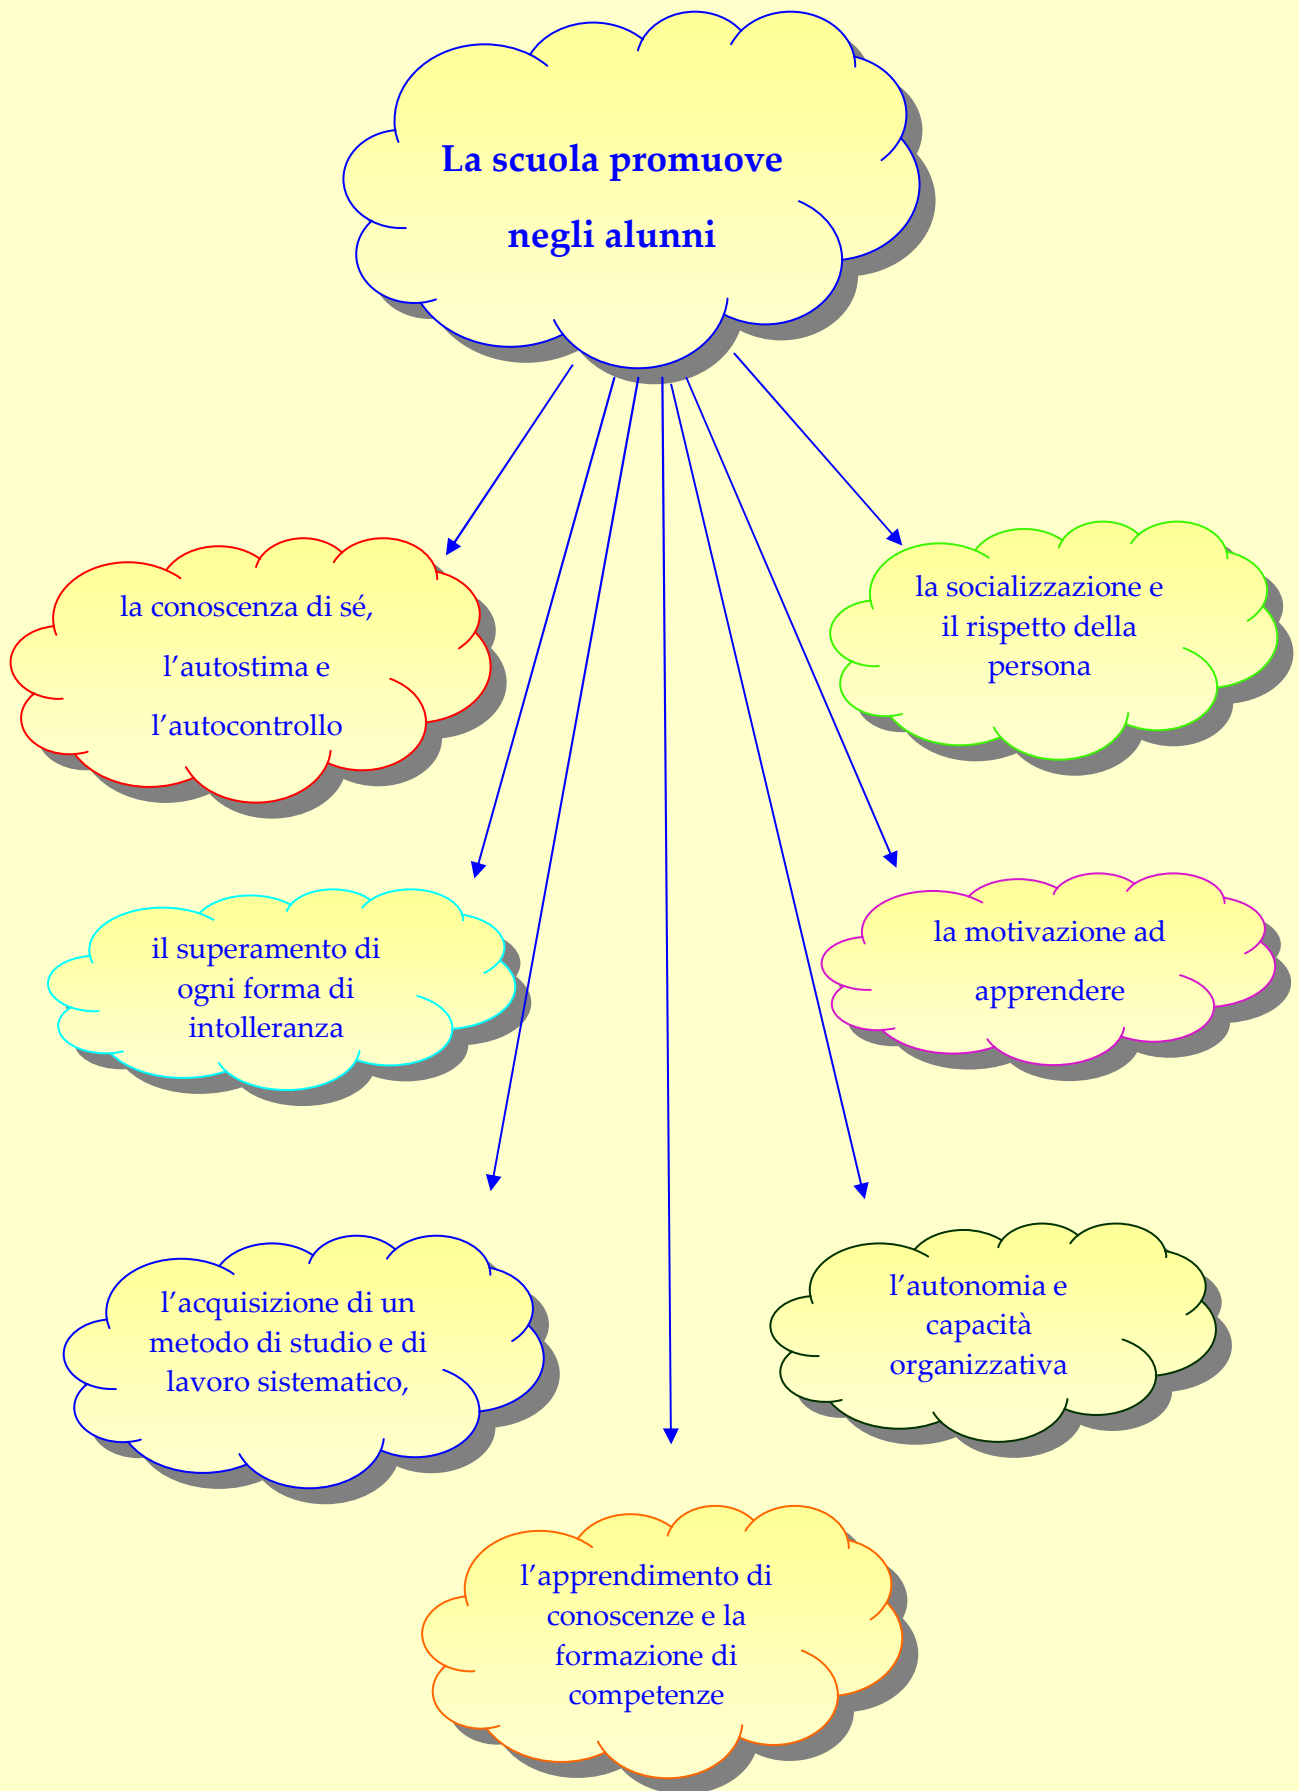 La scuola promuove
negli alunni
la conoscenza di sé,
l’autostima e
l’autocontrollo
la socializzazione e
il rispetto della
persona
il superamento di
ogni forma di
intolleranza
la motivazione ad
apprendere
l’acquisizione di un
metodo di studio e di
lavoro sistematico,
l’autonomia e
capacità
organizzativa
l’apprendimento di
conoscenze e la
formazione di
competenze